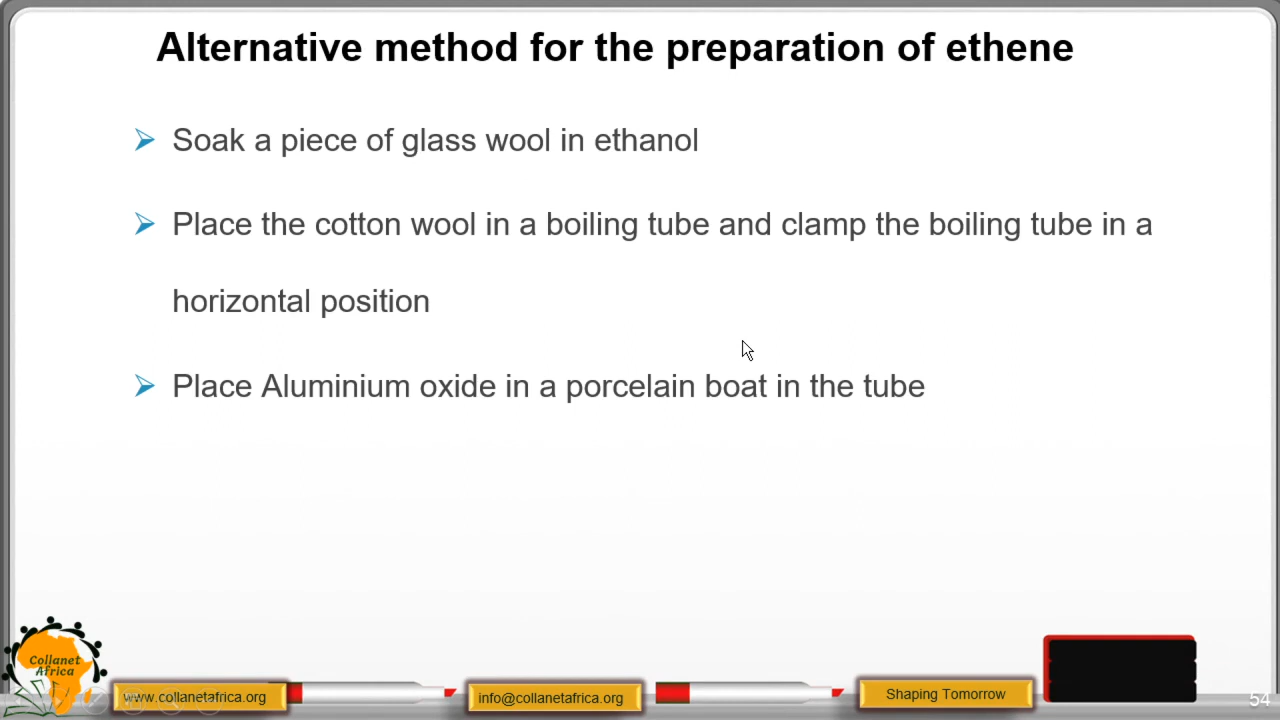 Alternative method for the preparation of ethene
Soak a piece of glass wool in ethanol
Place the cotton wool in a boiling tube and clamp the boiling tube in a
horizontal position
Place Aluminium oxide in a porcelain boat in the tube
Collanet
Africa
www.collanetafrica.org
info@collanetafrica.org
Shaping Tomorrow
54